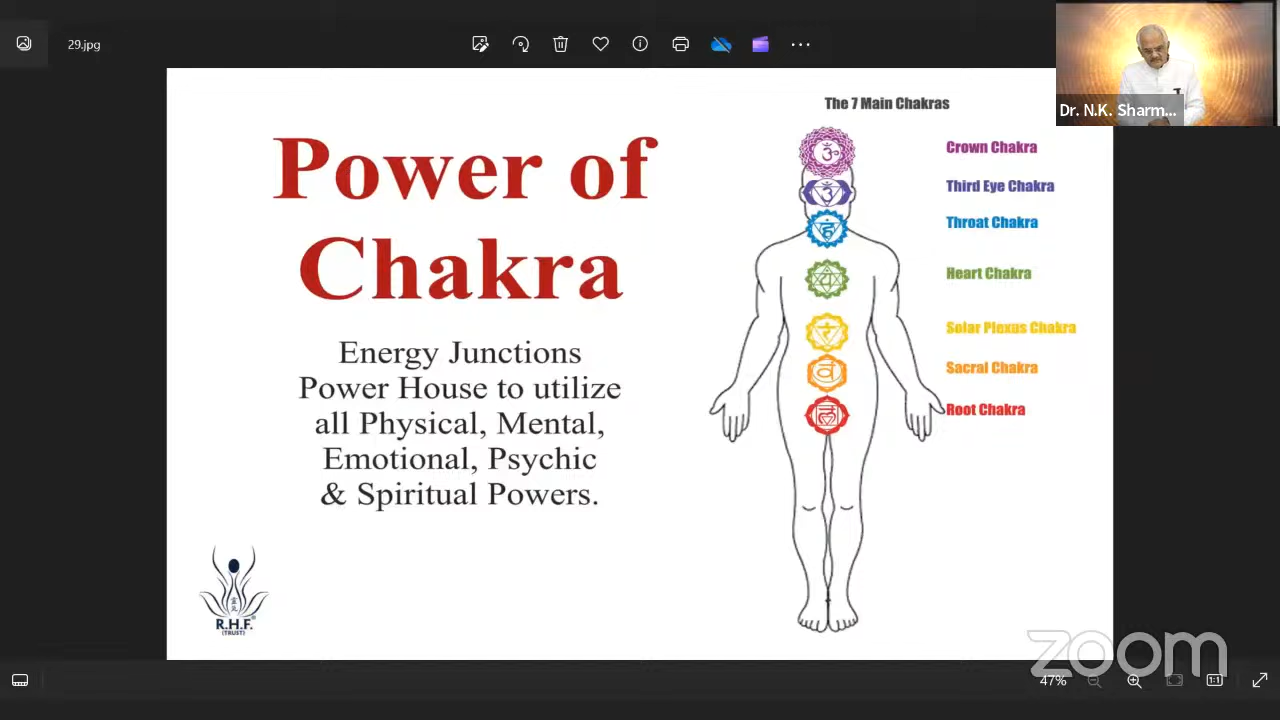 29.jpg
Dr. N.K. Sharm...
The 7 Main Chakras
Power of
Chakra
Energy Junctions
Power House to utilize
all Physical, Mental,
Emotional, Psychic
& Spiritual Powers.
Crown Chakra
Third Eye Chakra
Throat Chakra
Heart Chakra
Solar Plexus Chakra
Sacral Chakra
Root Chakra
ॐ
ॐ
हं
यं
रं
वं
लं
R.H.F.
(TRUST)
zoom
47%
1:1